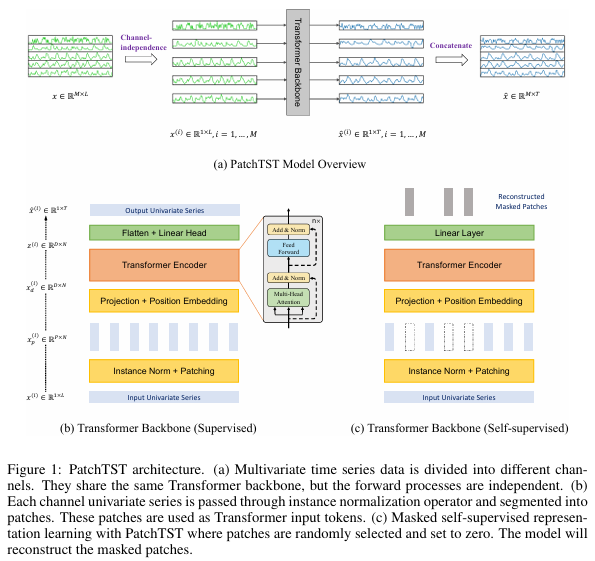 Channel-
independence
Transformer Backbone
Concatenate
x ∈ ℝ^{M×L}
x^{(i)} ∈ ℝ^{1×L}, i = 1, ..., M
x̂^{(i)} ∈ ℝ^{1×T}, i = 1, ..., M
x̂ ∈ ℝ^{M×T}
(a) PatchTST Model Overview
x̂^{(i)} ∈ ℝ^{1×T}
z^{(i)} ∈ ℝ^{D×N}
x_d^{(i)} ∈ ℝ^{D×N}
x_p^{(i)} ∈ ℝ^{P×N}
x^{(i)} ∈ ℝ^{1×L}
Output Univariate Series
Flatten + Linear Head
Transformer Encoder
Projection + Position Embedding
Instance Norm + Patching
Input Univariate Series
n×
Add & Norm
Feed
Forward
Add & Norm
Multi-Head
Attention
Reconstructed
Masked Patches
Linear Layer
Transformer Encoder
Projection + Position Embedding
Instance Norm + Patching
Input Univariate Series
(b) Transformer Backbone (Supervised)
(c) Transformer Backbone (Self-supervised)
Figure 1: PatchTST architecture. (a) Multivariate time series data is divided into different chan-
nels. They share the same Transformer backbone, but the forward processes are independent. (b)
Each channel univariate series is passed through instance normalization operator and segmented into
patches. These patches are used as Transformer input tokens. (c) Masked self-supervised represen-
tation learning with PatchTST where patches are randomly selected and set to zero. The model will
reconstruct the masked patches.